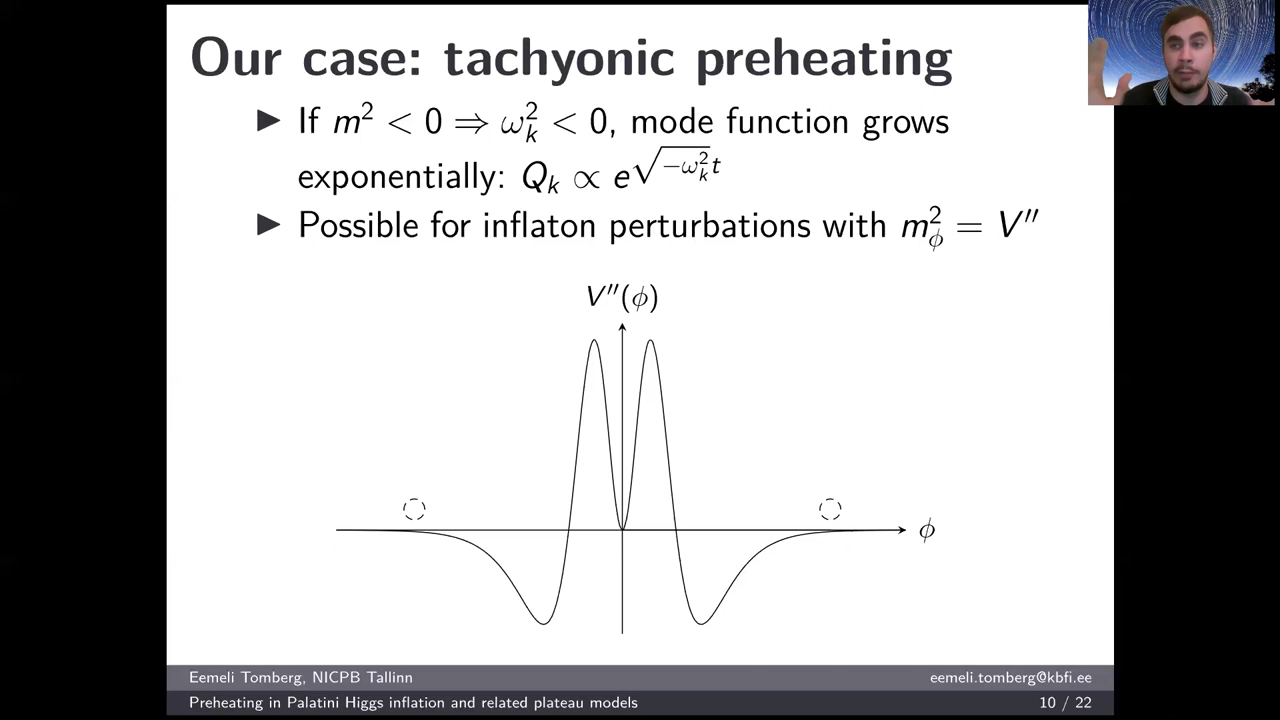 Our case: tachyonic preheating
▶ If m² < 0 ⇒ ω²ₖ < 0, mode function grows
exponentially: Qₖ ∝ e^√(−ω²ₖ)t
▶ Possible for inflaton perturbations with m²_ϕ = V″
V″(ϕ)
ϕ
Eemeli Tomberg, NICPB Tallinn
eemeli.tomberg@kbfi.ee
Preheating in Palatini Higgs inflation and related plateau models
10 / 22